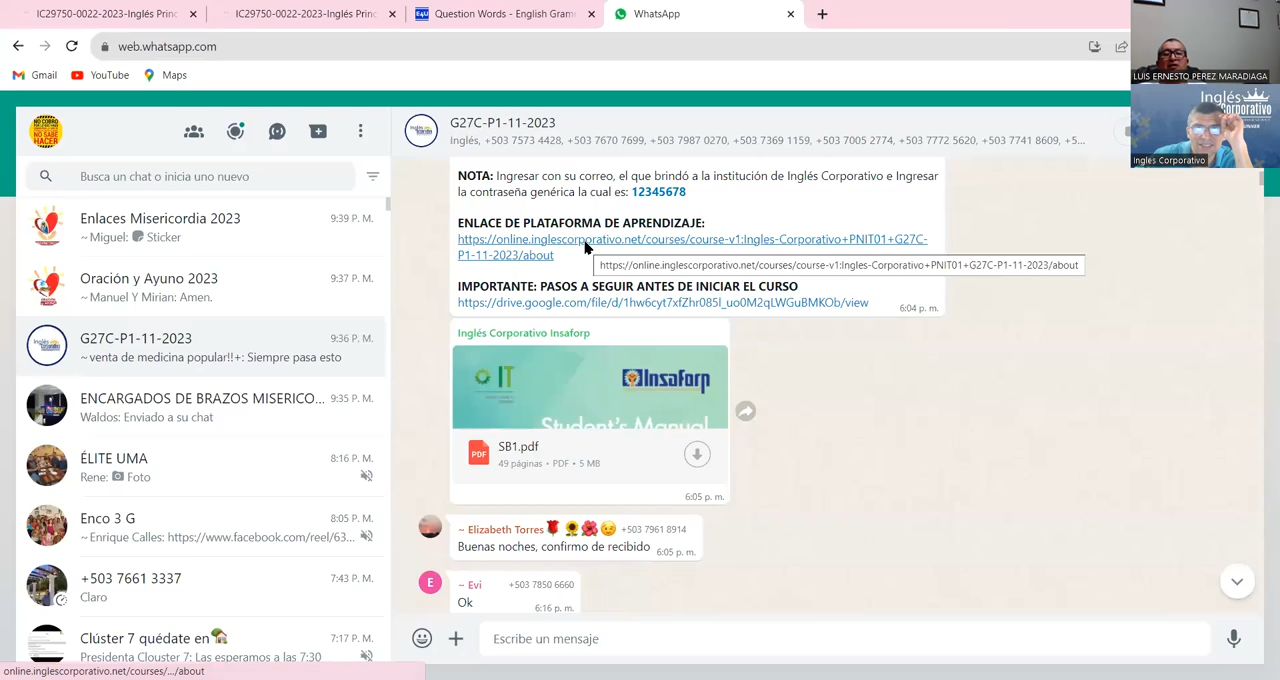 IC29750-0022-2023-Inglés Princ
IC29750-0022-2023-Inglés Princ
Question Words - English Gram
WhatsApp
web.whatsapp.com
Gmail
YouTube
Maps
LUIS ERNESTO PEREZ MARADIAGA
Inglés
Corporativo
Ingles Corporativo
NO COBRO
HACER
Busca un chat o inicia uno nuevo
Enlaces Misericordia 2023
9:39 P. M.
~ Miguel: Sticker
Oración y Ayuno 2023
9:37 P. M.
~ Manuel Y Mirian: Amen.
G27C-P1-11-2023
9:36 P. M.
~ venta de medicina popular!!+: Siempre pasa esto
ENCARGADOS DE BRAZOS MISERICO...
9:35 P. M.
Waldos: Enviado a su chat
ÉLITE UMA
8:16 P. M.
Rene: Foto
Enco 3 G
8:05 P. M.
~ Enrique Calles: https://www.facebook.com/reel/63...
+503 7661 3337
7:43 P. M.
Claro
Clúster 7 quédate en
7:17 P. M.
Presidenta Clouster 7: Las esperamos a las 7:30
online.inglescorporativo.net/courses/.../about
G27C-P1-11-2023
Inglés, +503 7573 4428, +503 7670 7699, +503 7987 0270, +503 7369 1159, +503 7005 2774, +503 7772 5620, +503 7741 8609, +5...
NOTA: Ingresar con su correo, el que brindó a la institución de Inglés Corporativo e Ingresar
la contraseña genérica la cual es: 12345678
ENLACE DE PLATAFORMA DE APRENDIZAJE:
https://online.inglescorporativo.net/courses/course-v1:Ingles-Corporativo+PNIT01+G27C-
P1-11-2023/about
https://online.inglescorporativo.net/courses/course-v1:Ingles-Corporativo+PNIT01+G27C-P1-11-2023/about
IMPORTANTE: PASOS A SEGUIR ANTES DE INICIAR EL CURSO
https://drive.google.com/file/d/1hw6cyt7xfZhr085l_uo0M2qLWGuBMKOb/view
6:04 p. m.
Inglés Corporativo Insaforp
IT
Insaforp
Student's Manual
PDF
SB1.pdf
49 páginas • PDF • 5 MB
6:05 p. m.
~ Elizabeth Torres
+503 7961 8914
Buenas noches, confirmo de recibido
6:05 p. m.
E
~ Evi
+503 7850 6660
Ok
6:16 p. m.
Escribe un mensaje